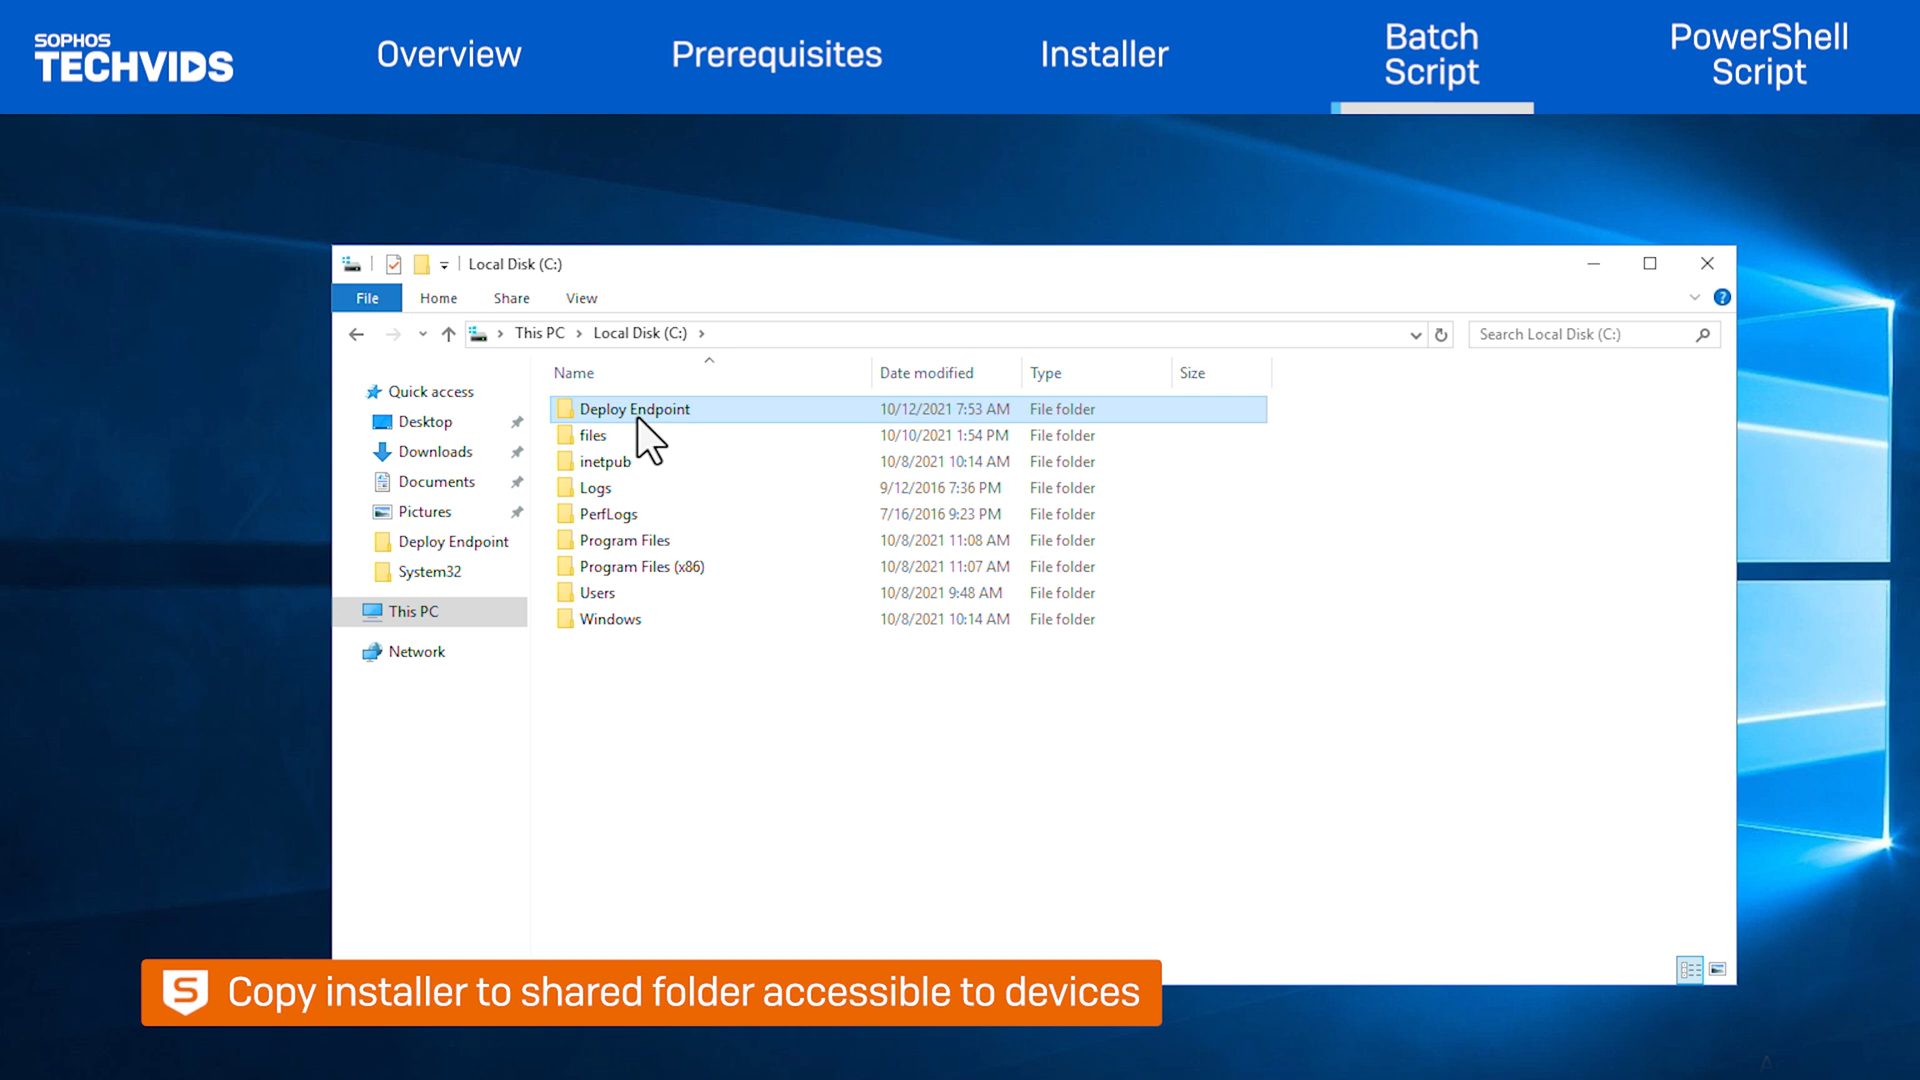 SOPHOS
TECHVIDS
Overview
Prerequisites
Installer
Batch
Script
PowerShell
Script
Local Disk (C:)
File Home Share View
This PC Local Disk (C:)
Search Local Disk (C:)
Name Date modified Type Size
Quick access
Desktop
Downloads
Documents
Pictures
Deploy Endpoint
System32
This PC
Network
Deploy Endpoint 10/12/2021 7:53 AM File folder
files 10/10/2021 1:54 PM File folder
inetpub 10/8/2021 10:14 AM File folder
Logs 9/12/2016 7:36 PM File folder
PerfLogs 7/16/2016 9:23 PM File folder
Program Files 10/8/2021 11:08 AM File folder
Program Files (x86) 10/8/2021 11:07 AM File folder
Users 10/8/2021 9:48 AM File folder
Windows 10/8/2021 10:14 AM File folder
S Copy installer to shared folder accessible to devices